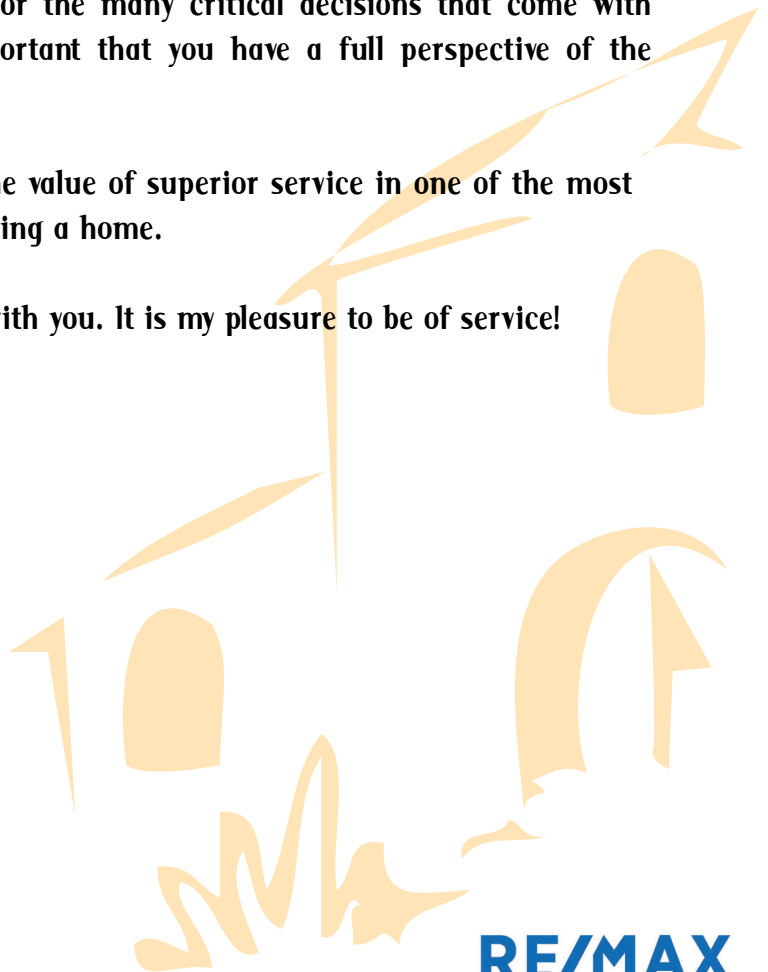 or the many critical decisions that come with
ortant that you have a full perspective of the
e value of superior service in one of the most
ing a home.
ith you. It is my pleasure to be of service!
RE/MAX